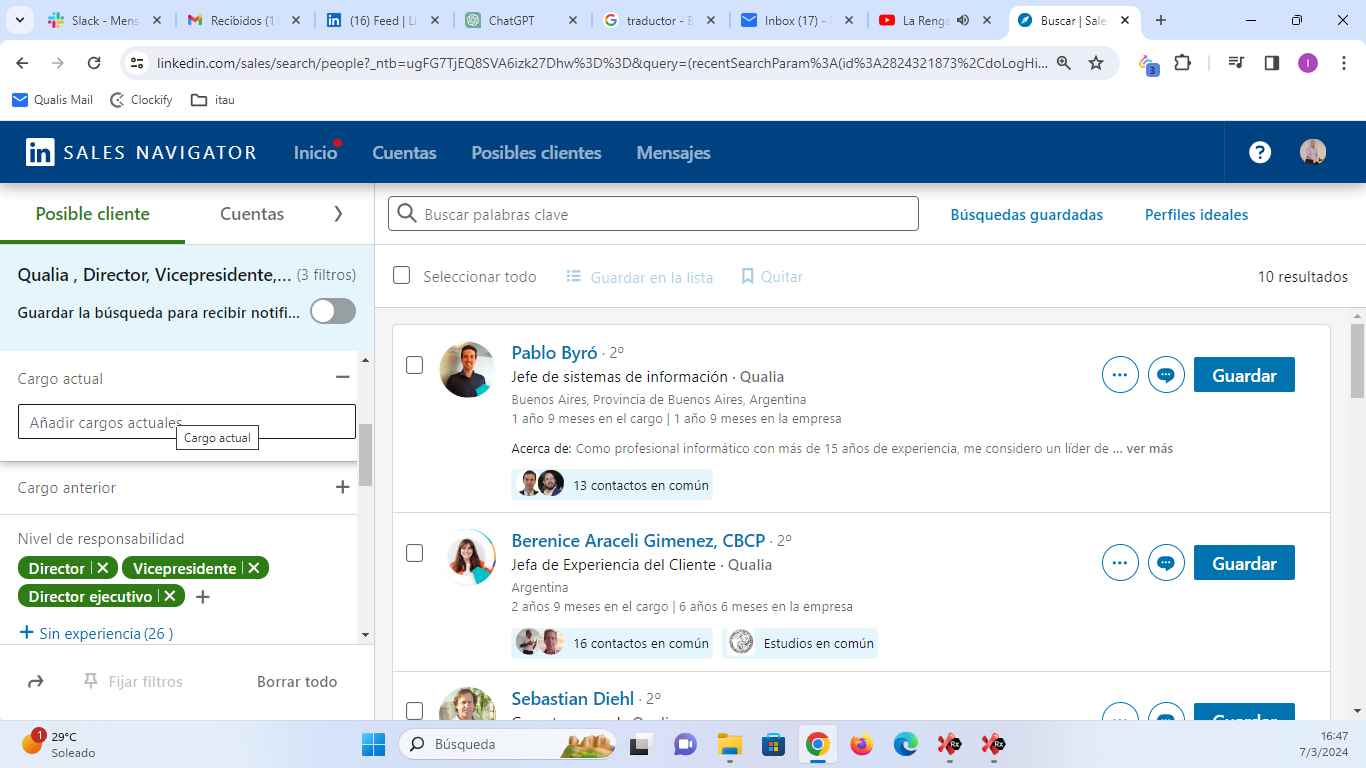 Slack - Mens
Recibidos (1
(16) Feed | Li
ChatGPT
traductor - B
Inbox (17) -
La Renga
Buscar | Sale
linkedin.com/sales/search/people?_ntb=ugFG7TjEQ8SVA6izk27Dhw%3D%3D&query=(recentSearchParam%3A(id%3A2824321873%2CdoLogHi...
3
I
Qualis Mail
Clockify
itau
in SALES NAVIGATOR
Inicio
Cuentas
Posibles clientes
Mensajes
?
Posible cliente
Cuentas
Buscar palabras clave
Búsquedas guardadas
Perfiles ideales
Qualia , Director, Vicepresidente,... (3 filtros)
Guardar la búsqueda para recibir notifi...
Seleccionar todo
Guardar en la lista
Quitar
10 resultados
Cargo actual
Añadir cargos actuales
Cargo actual
Cargo anterior
Nivel de responsabilidad
Director
Vicepresidente
Director ejecutivo
Sin experiencia (26 )
Fijar filtros
Borrar todo
Pablo Byró · 2º
Jefe de sistemas de información · Qualia
Buenos Aires, Provincia de Buenos Aires, Argentina
1 año 9 meses en el cargo | 1 año 9 meses en la empresa
Acerca de: Como profesional informático con más de 15 años de experiencia, me considero un líder de ... ver más
13 contactos en común
Guardar
Berenice Araceli Gimenez, CBCP · 2º
Jefa de Experiencia del Cliente · Qualia
Argentina
2 años 9 meses en el cargo | 6 años 6 meses en la empresa
16 contactos en común
Estudios en común
Guardar
Sebastian Diehl · 2º
Guardar
1
29°C
Soleado
Búsqueda
Rx
Rx
16:47
7/3/2024